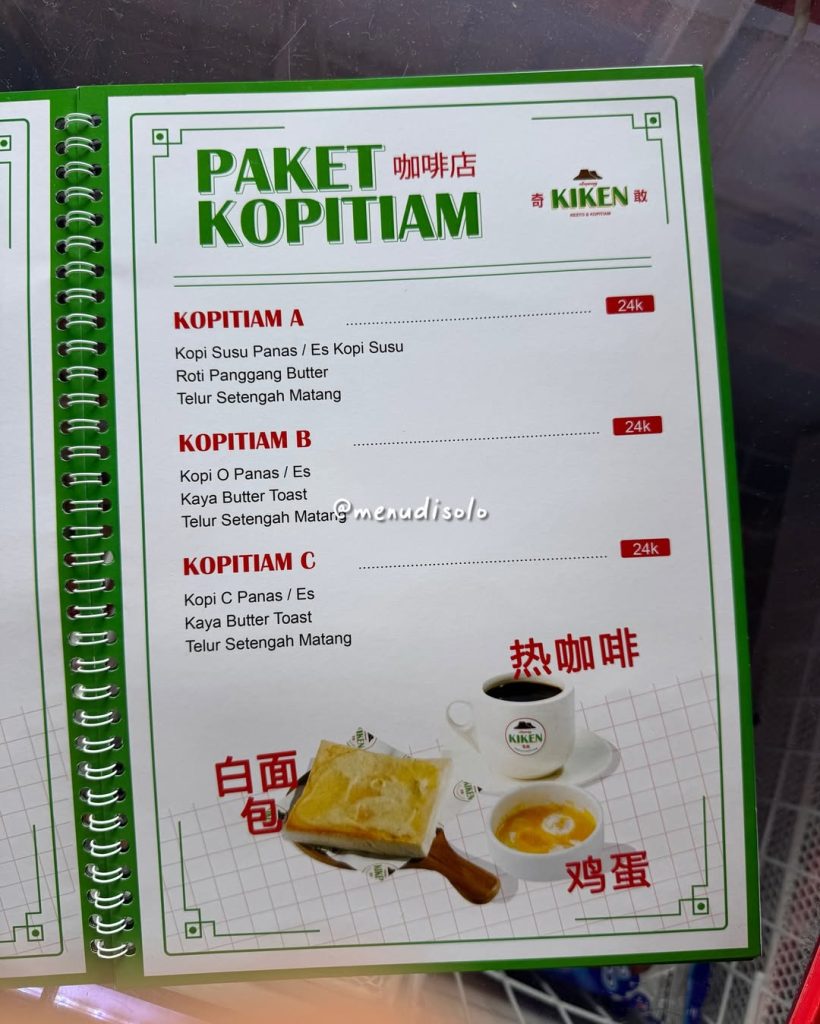 PAKET 咖啡店
KOPITIAM
奇 KIKEN 敢
RESTO & KOPITIAM
KOPITIAM A 24k
Kopi Susu Panas / Es Kopi Susu
Roti Panggang Butter
Telur Setengah Matang
KOPITIAM B 24k
Kopi O Panas / Es
Kaya Butter Toast
Telur Setengah Matang
@menudisolo
KOPITIAM C 24k
Kopi C Panas / Es
Kaya Butter Toast
Telur Setengah Matang
热咖啡
KIKEN
白面
包
鸡蛋